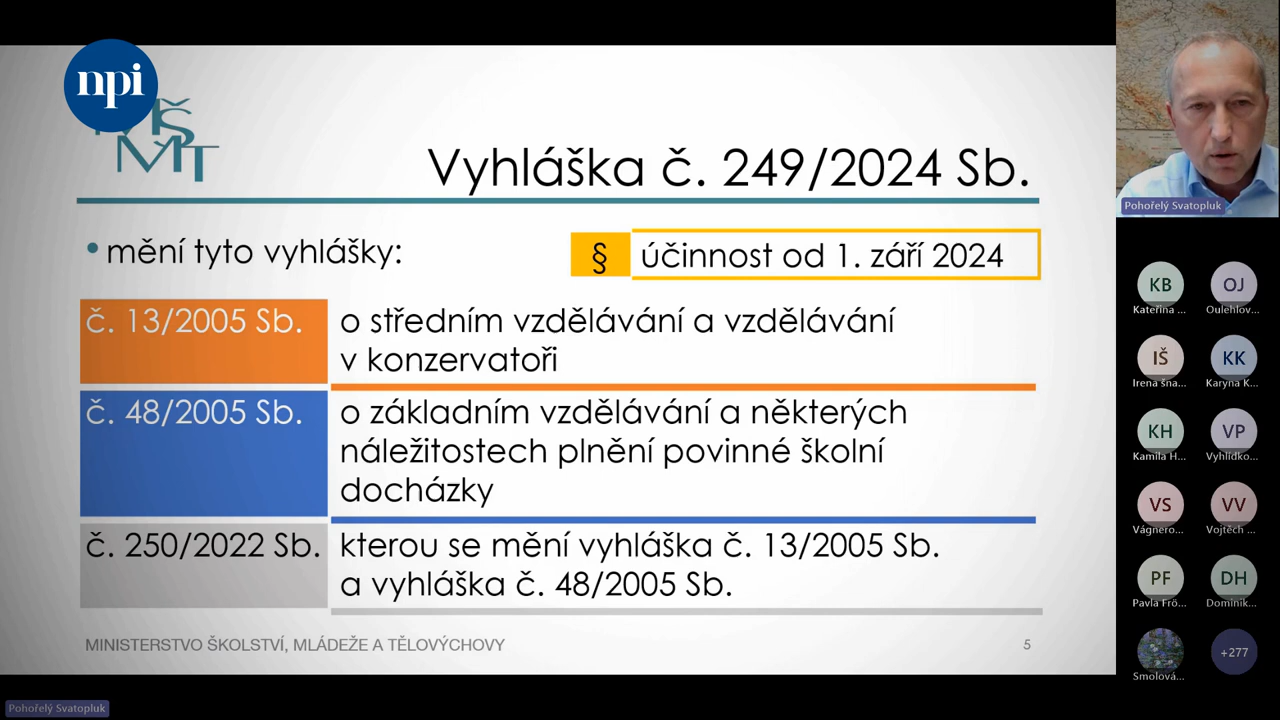 npi
MŠMT
Vyhláška č. 249/2024 Sb.
• mění tyto vyhlášky:
§ účinnost od 1. září 2024
č. 13/2005 Sb.
o středním vzdělávání a vzdělávání
v konzervatoři
č. 48/2005 Sb.
o základním vzdělávání a některých
náležitostech plnění povinné školní
docházky
č. 250/2022 Sb.
kterou se mění vyhláška č. 13/2005 Sb.
a vyhláška č. 48/2005 Sb.
MINISTERSTVO ŠKOLSTVÍ, MLÁDEŽE A TĚLOVÝCHOVY
5
Pohořelý Svatopluk
KB
Kateřina ...
OJ
Oulehlov...
IŠ
Irena šna...
KK
Karyna K...
KH
Kamila H...
VP
Vyhlídko...
VS
Vágnero...
VV
Vojtěch ...
PF
Pavla Frö...
DH
Dominik...
Smolová...
+277
Pohořelý Svatopluk